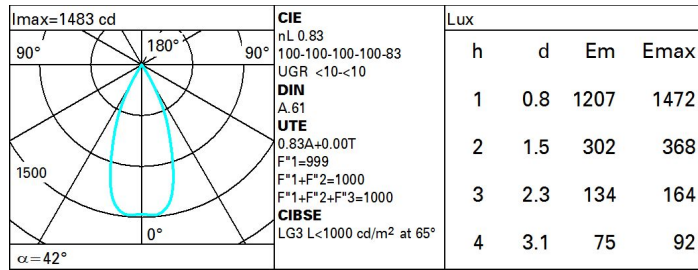 Imax=1483 cd
90°
180°
90°
1500
0°
α=42°
CIE
nL 0.83
100-100-100-100-83
UGR <10-<10
DIN
A.61
UTE
0.83A+0.00T
F"1=999
F"1+F"2=1000
F"1+F"2+F"3=1000
CIBSE
LG3 L<1000 cd/m² at 65°
Lux
h d Em Emax
1 0.8 1207 1472
2 1.5 302 368
3 2.3 134 164
4 3.1 75 92